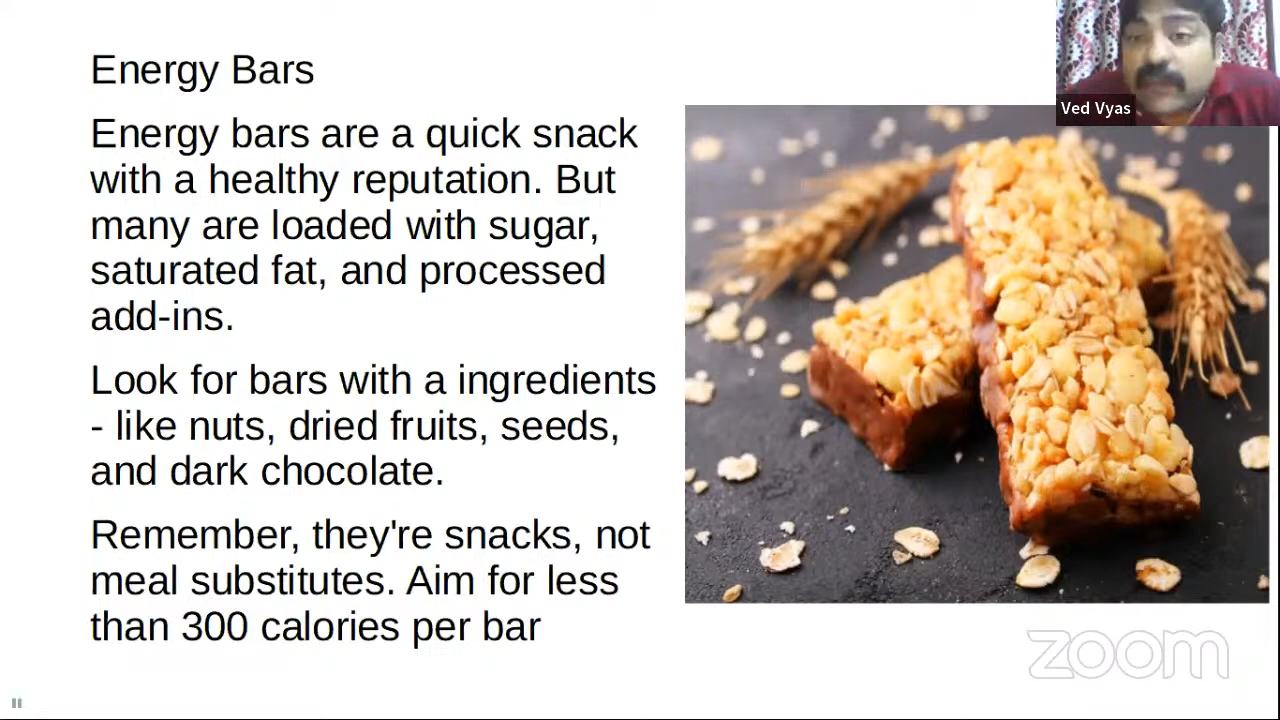 Energy Bars
Energy bars are a quick snack
with a healthy reputation. But
many are loaded with sugar,
saturated fat, and processed
add-ins.
Look for bars with a ingredients
- like nuts, dried fruits, seeds,
and dark chocolate.
Remember, they're snacks, not
meal substitutes. Aim for less
than 300 calories per bar
Ved Vyas
zoom